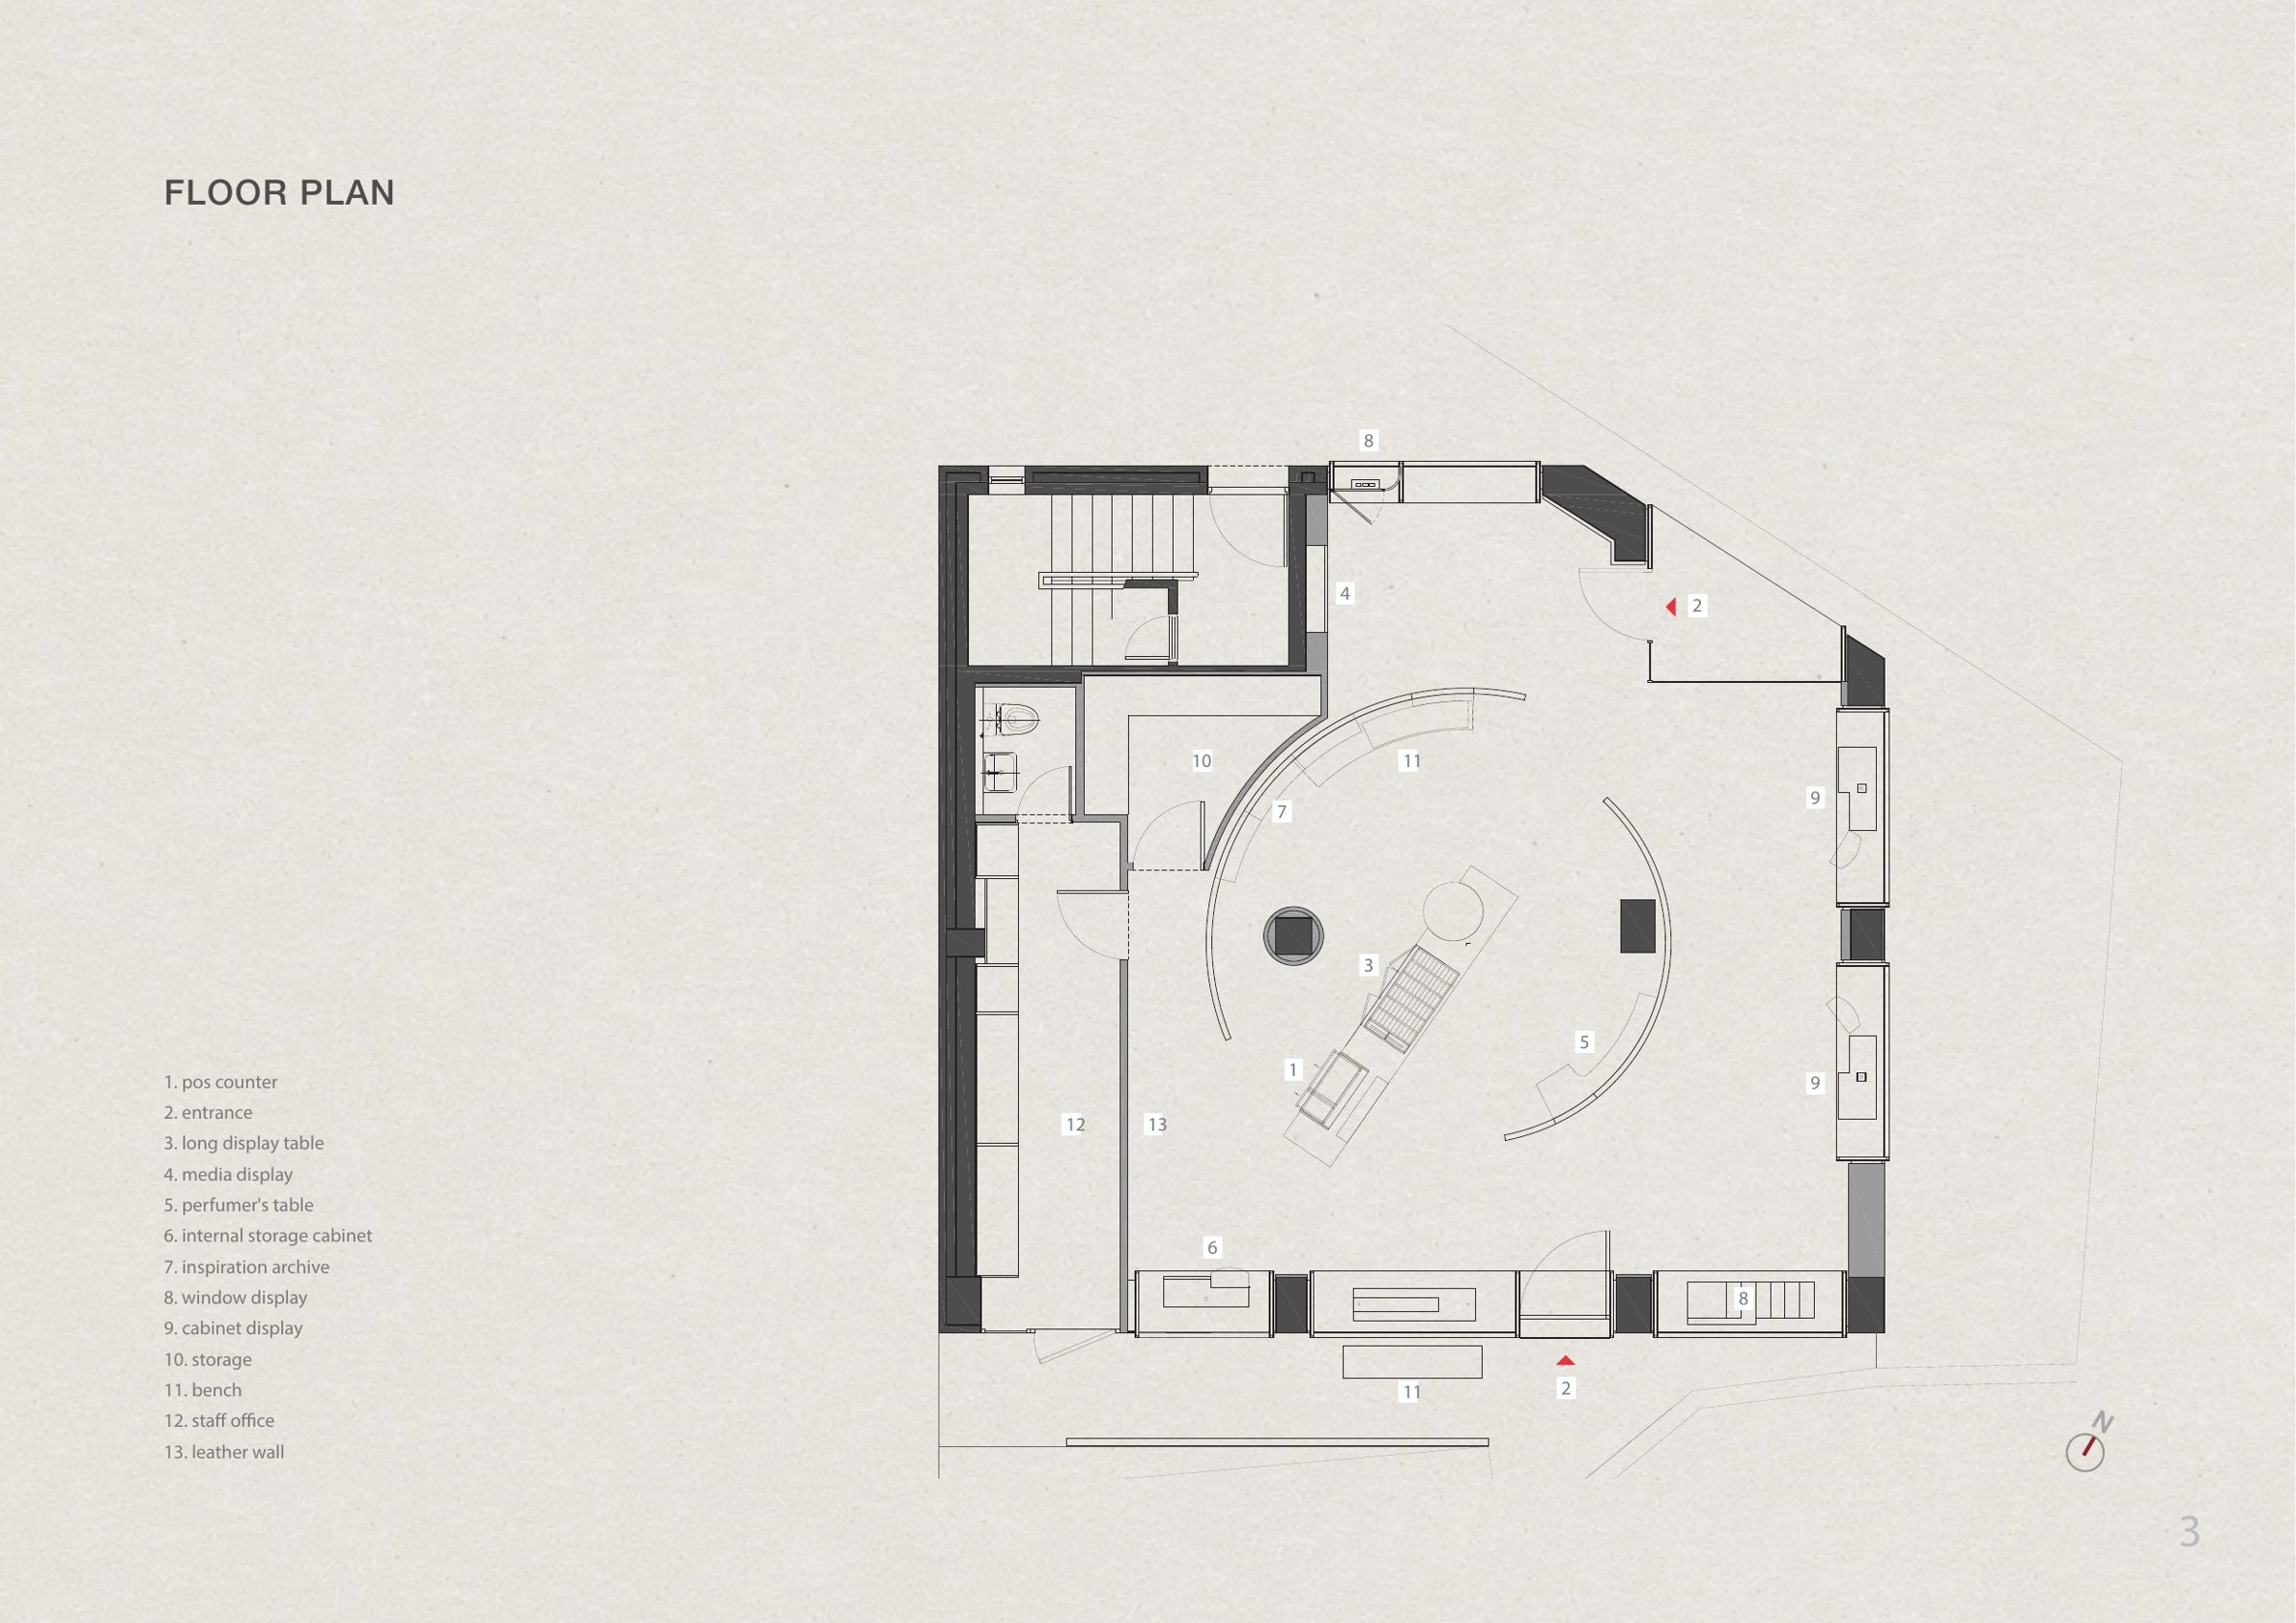 FLOOR PLAN
8
4
2
10
11
7
9
3
5
1
9
12
13
6
8
11
2
1. pos counter
2. entrance
3. long display table
4. media display
5. perfumer's table
6. internal storage cabinet
7. inspiration archive
8. window display
9. cabinet display
10. storage
11. bench
12. staff office
13. leather wall
N
3